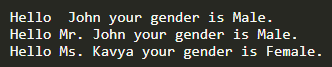 Hello  John your gender is Male.
Hello Mr. John your gender is Male.
Hello Ms. Kavya your gender is Female.